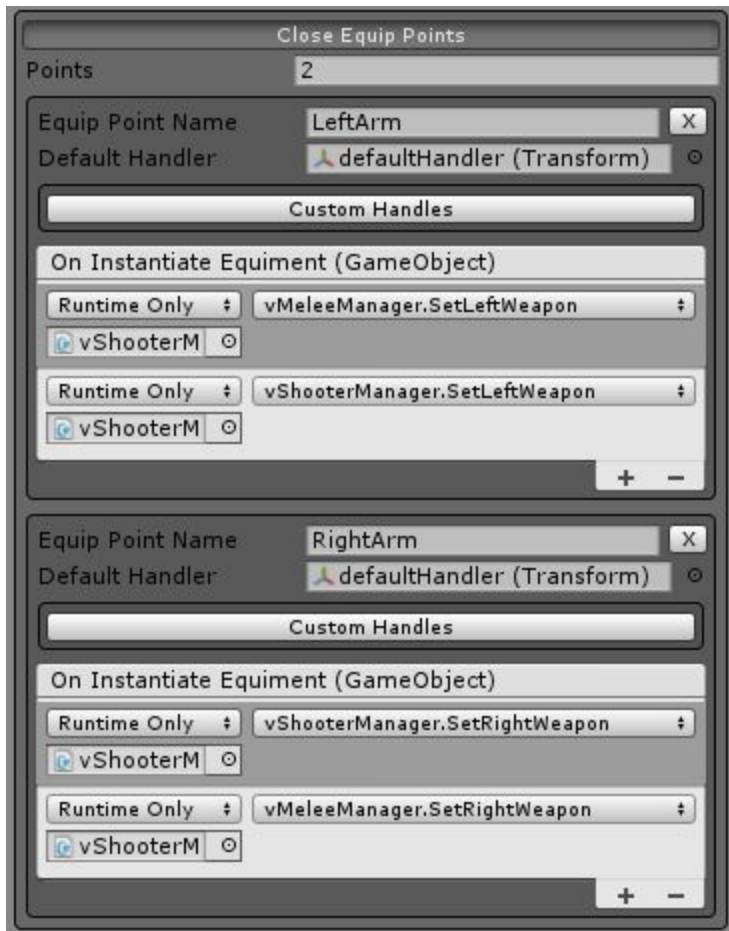 Close Equip Points
Points 2
Equip Point Name LeftArm X
Default Handler defaultHandler (Transform)
Custom Handles
On Instantiate Equiment (GameObject)
Runtime Only vMeleeManager.SetLeftWeapon
vShooterM
Runtime Only vShooterManager.SetLeftWeapon
vShooterM
+ −
Equip Point Name RightArm X
Default Handler defaultHandler (Transform)
Custom Handles
On Instantiate Equiment (GameObject)
Runtime Only vShooterManager.SetRightWeapon
vShooterM
Runtime Only vMeleeManager.SetRightWeapon
vShooterM
+ −